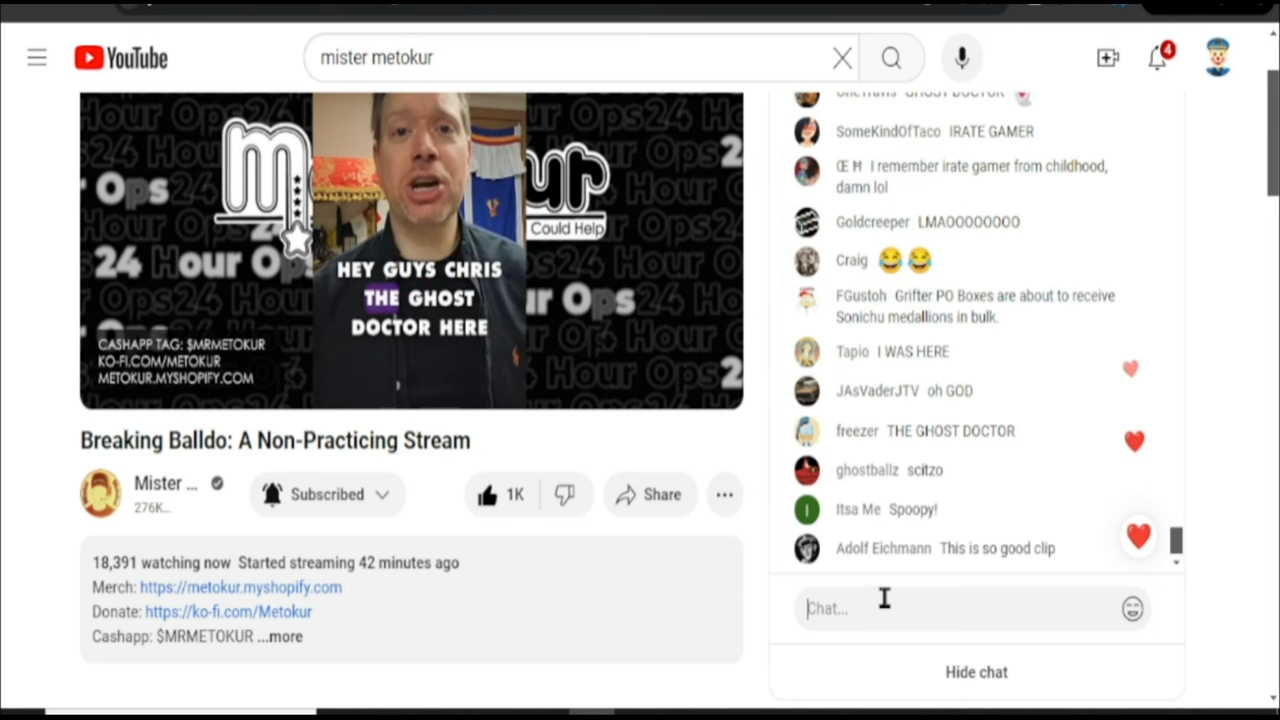 YouTube
mister metokur
4
our
Could Help
HEY GUYS CHRIS
THE GHOST
DOCTOR HERE
CASHAPP TAG: $MRMETOKUR
KO-FI.COM/METOKUR
METOKUR.MYSHOPIFY.COM
Breaking Balldo: A Non-Practicing Stream
Mister ...
276K...
Subscribed
1K
Share
18,391 watching now Started streaming 42 minutes ago
Merch: https://metokur.myshopify.com
Donate: https://ko-fi.com/Metokur
Cashapp: $MRMETOKUR ...more
SomeKindOfTaco IRATE GAMER
Œ Ħ I remember irate gamer from childhood,
damn lol
Goldcreeper LMAOOOOOOOO
Craig 😂 😂
FGustoh Grifter PO Boxes are about to receive
Sonichu medallions in bulk.
Tapio I WAS HERE
JAsVaderJTV oh GOD
freezer THE GHOST DOCTOR
ghostballz scitzo
I
Itsa Me Spoopy!
Adolf Eichmann This is so good clip
Chat...
Hide chat